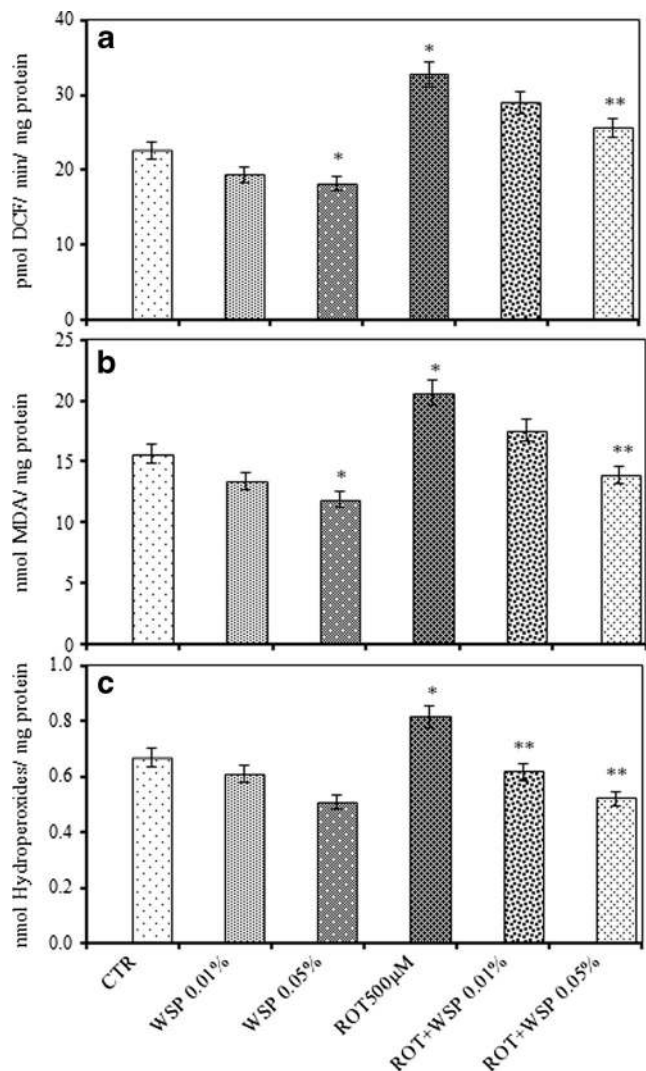 a
40
30
20
10
0
pmol DCF/ min/ mg protein
*
*
**
b
25
20
15
10
5
0
nmol MDA/ mg protein
*
*
**
c
1.0
0.8
0.6
0.4
0.2
0.0
nmol Hydroperoxides/ mg protein
*
**
**
CTR
WSP 0.01%
WSP 0.05%
ROT500µM
ROT+WSP 0.01%
ROT+WSP 0.05%